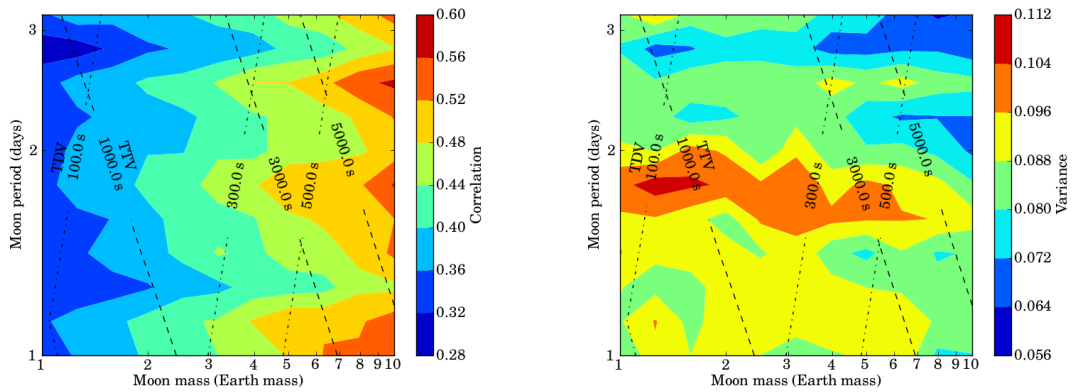 3
2
1
Moon period (days)
TDV
100.0 s
TTV
1000.0 s
300.0 s
3000.0 s
500.0 s
5000.0 s
1 2 3 4 5 6 7 8 9 10
Moon mass (Earth mass)
0.60
0.56
0.52
0.48
0.44
0.40
0.36
0.32
0.28
Correlation
3
2
1
Moon period (days)
TDV
100.0 s
TTV
1000.0 s
300.0 s
3000.0 s
500.0 s
5000.0 s
1 2 3 4 5 6 7 8 9 10
Moon mass (Earth mass)
0.112
0.104
0.096
0.088
0.080
0.072
0.064
0.056
Variance